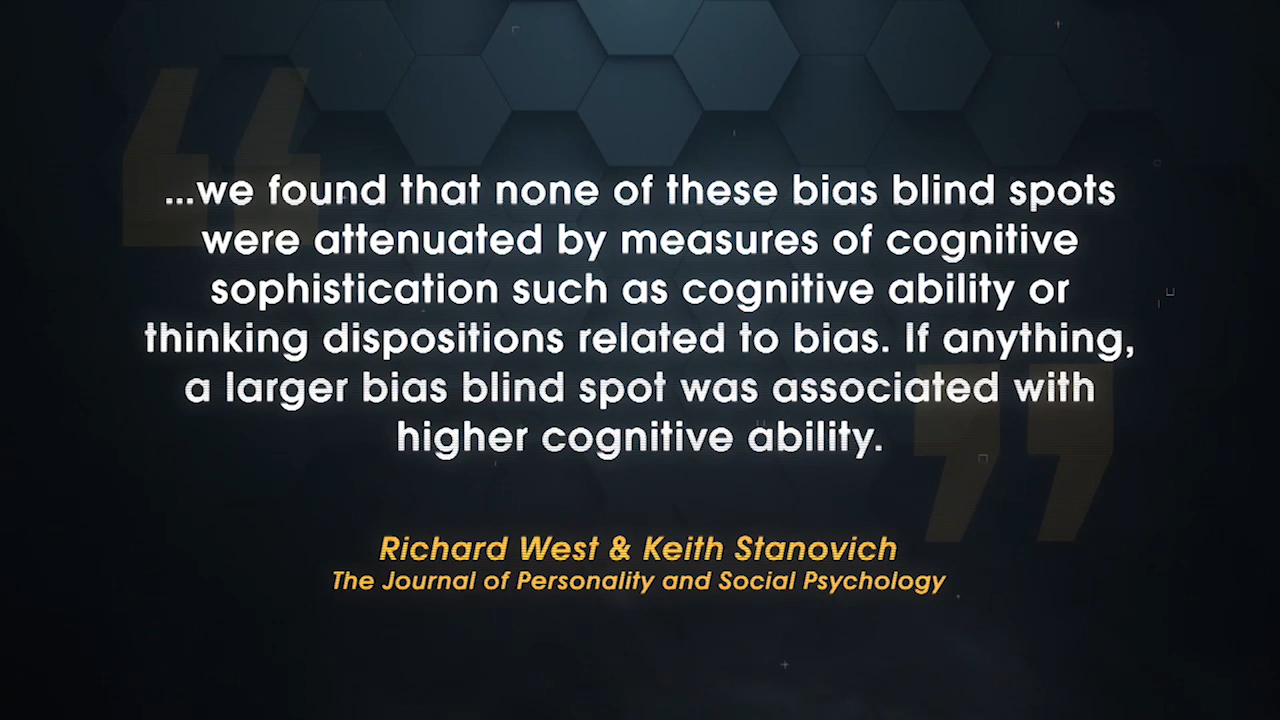 ...we found that none of these bias blind spots
were attenuated by measures of cognitive
sophistication such as cognitive ability or
thinking dispositions related to bias. If anything,
a larger bias blind spot was associated with
higher cognitive ability.
Richard West & Keith Stanovich
The Journal of Personality and Social Psychology